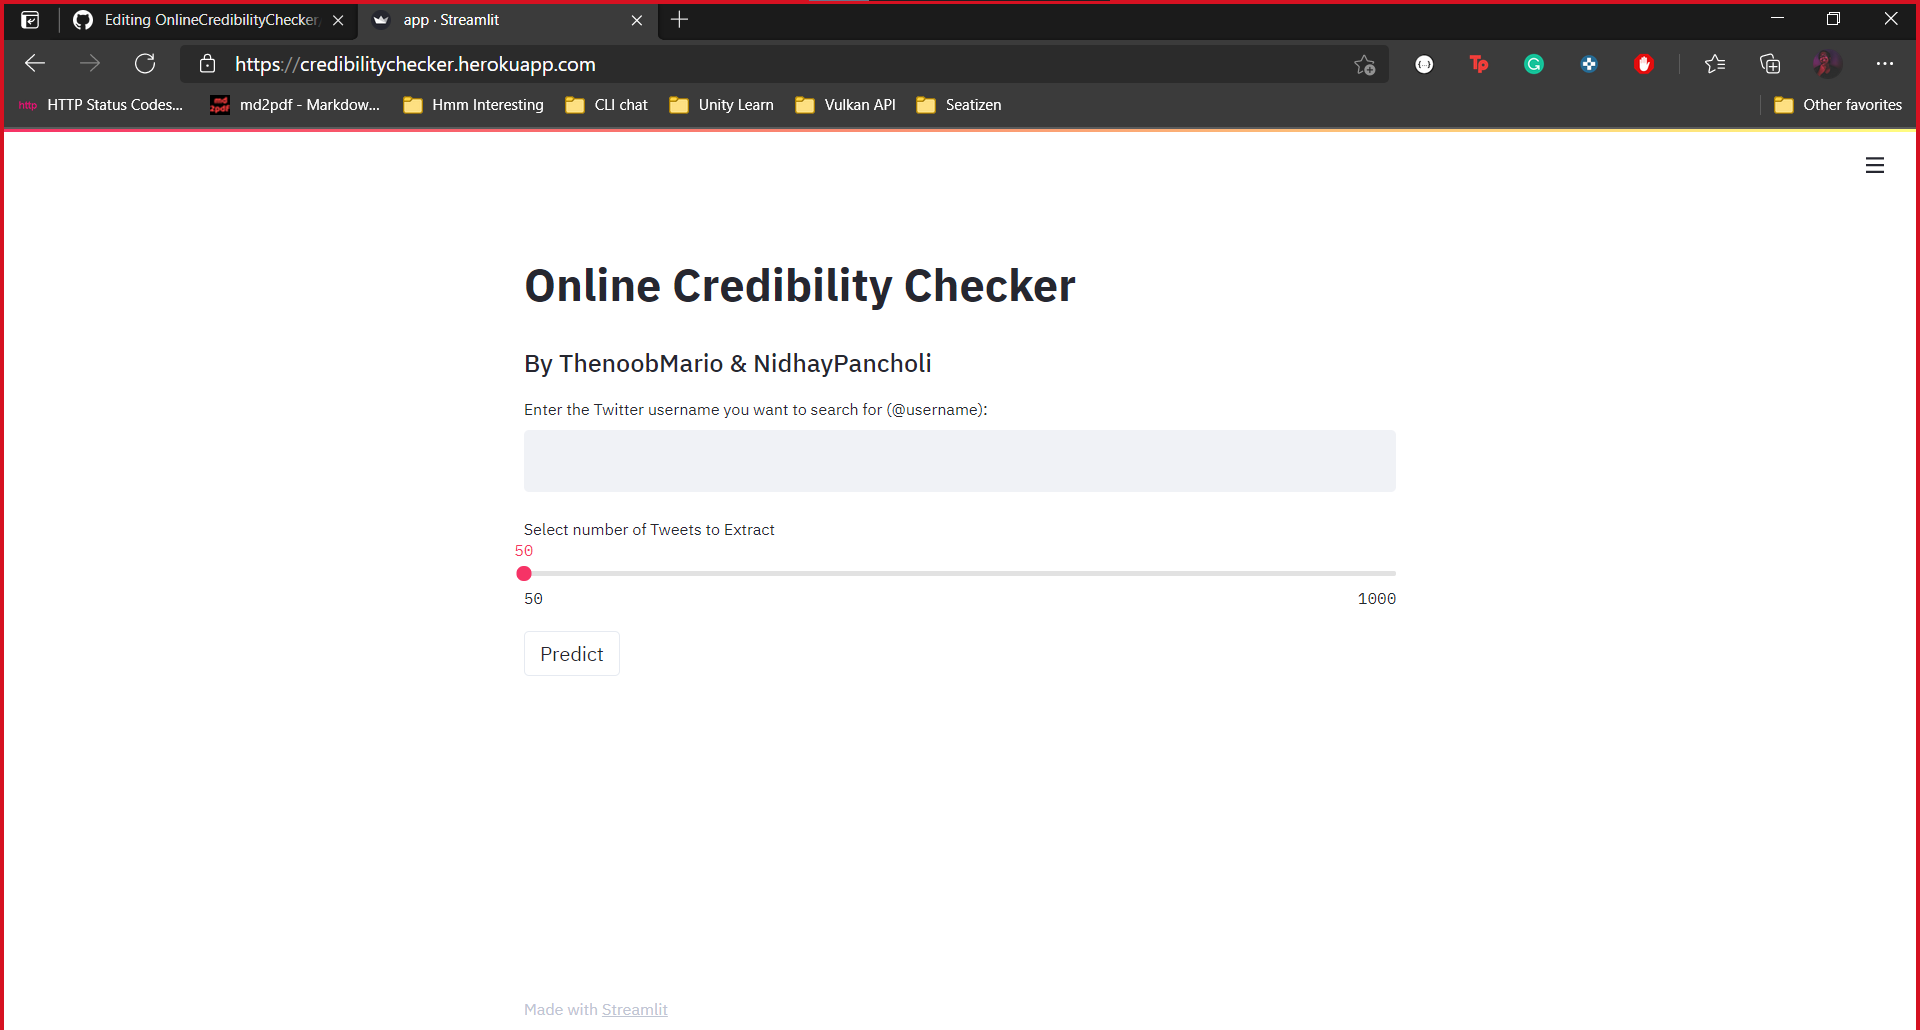 Editing OnlineCredibilityChecker,
app · Streamlit
https://credibilitychecker.herokuapp.com
http HTTP Status Codes... md 2pdf md2pdf - Markdow... Hmm Interesting CLI chat Unity Learn Vulkan API Seatizen Other favorites
Online Credibility Checker
By ThenoobMario & NidhayPancholi
Enter the Twitter username you want to search for (@username):
Select number of Tweets to Extract
50
50 1000
Predict
Made with Streamlit